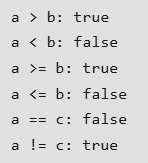 a > b: true
a < b: false
a >= b: true
a <= b: false
a == c: false
a != c: true